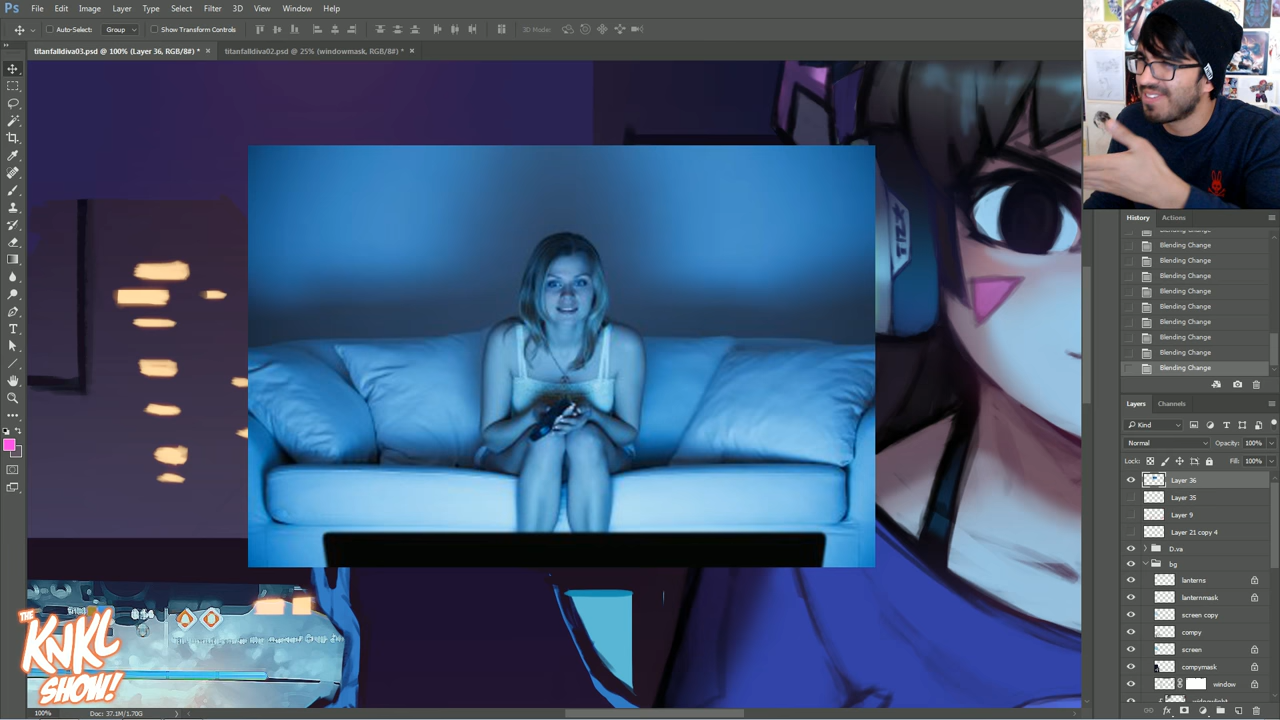 Ps File Edit Image Layer Type Select Filter 3D View Window Help
Auto-Select: Group Show Transform Controls 3D Mode:
titanfalldiva03.psd @ 100% (Layer 36, RGB/8#) * × titanfalldiva02.psd @ 25% (windowmask, RGB/8#) * ×
History Actions
Blending Change
Blending Change
Blending Change
Blending Change
Blending Change
Blending Change
Blending Change
Blending Change
Blending Change
Blending Change
Layers Channels
Kind
Normal Opacity: 100%
Lock: Fill: 100%
Layer 36
Layer 35
Layer 9
Layer 21 copy 4
D.va
bg
lanterns
lanternmask
screen copy
compy
screen
compymask
window
THE
KNKL
SHOW!
100% Doc: 37.1M/1.70G